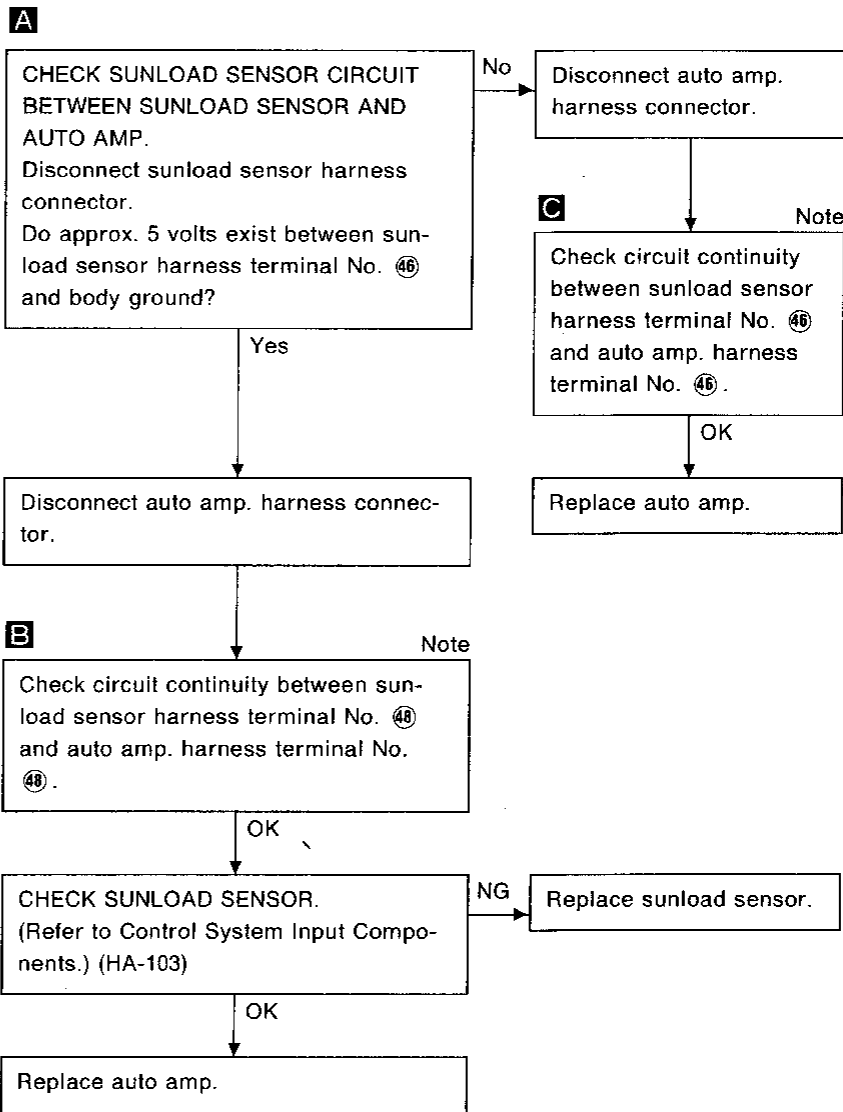 A
CHECK SUNLOAD SENSOR CIRCUIT
BETWEEN SUNLOAD SENSOR AND
AUTO AMP.
Disconnect sunload sensor harness
connector.
Do approx. 5 volts exist between sun-
load sensor harness terminal No. ㊻
and body ground?
No
Disconnect auto amp.
harness connector.
C
Note
Check circuit continuity
between sunload sensor
harness terminal No. ㊻
and auto amp. harness
terminal No. ㊻ .
OK
Replace auto amp.
Yes
Disconnect auto amp. harness connec-
tor.
B
Note
Check circuit continuity between sun-
load sensor harness terminal No. ㊽
and auto amp. harness terminal No.
㊽ .
OK
CHECK SUNLOAD SENSOR.
(Refer to Control System Input Compo-
nents.) (HA-103)
NG
Replace sunload sensor.
OK
Replace auto amp.